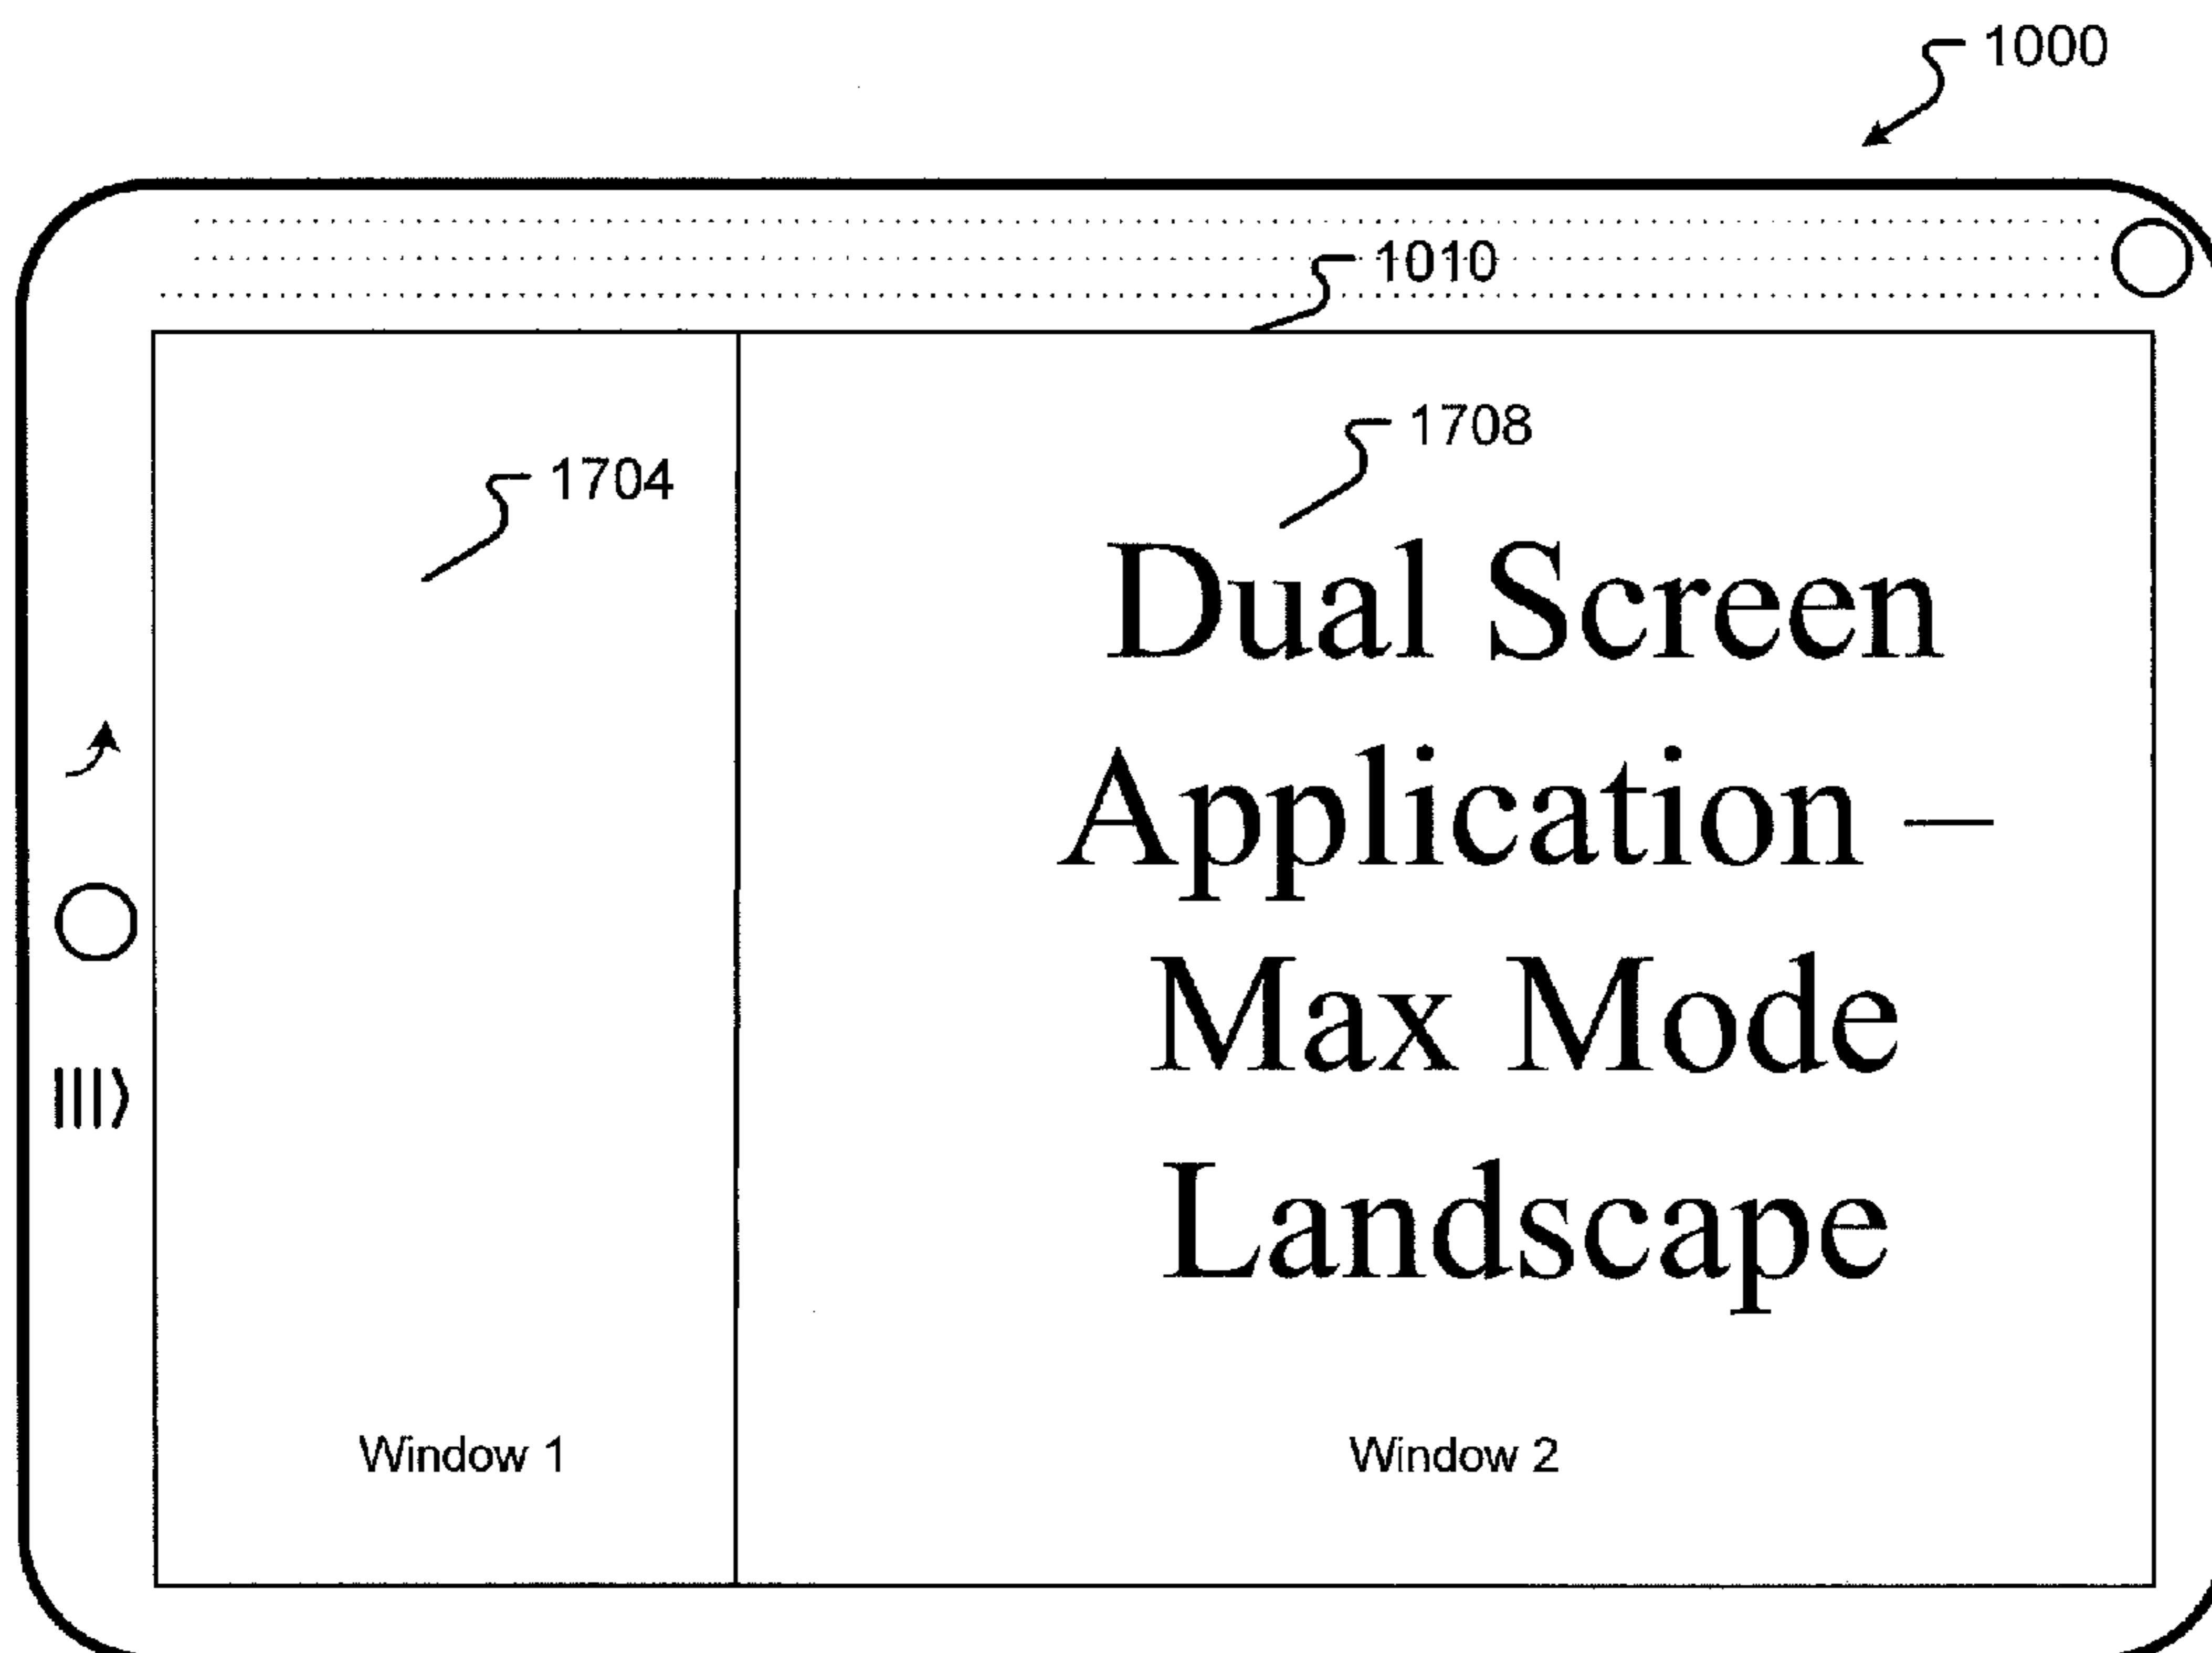 1000
1010
1708
1704
Dual Screen
Application –
Max Mode
Landscape
Window 1
Window 2